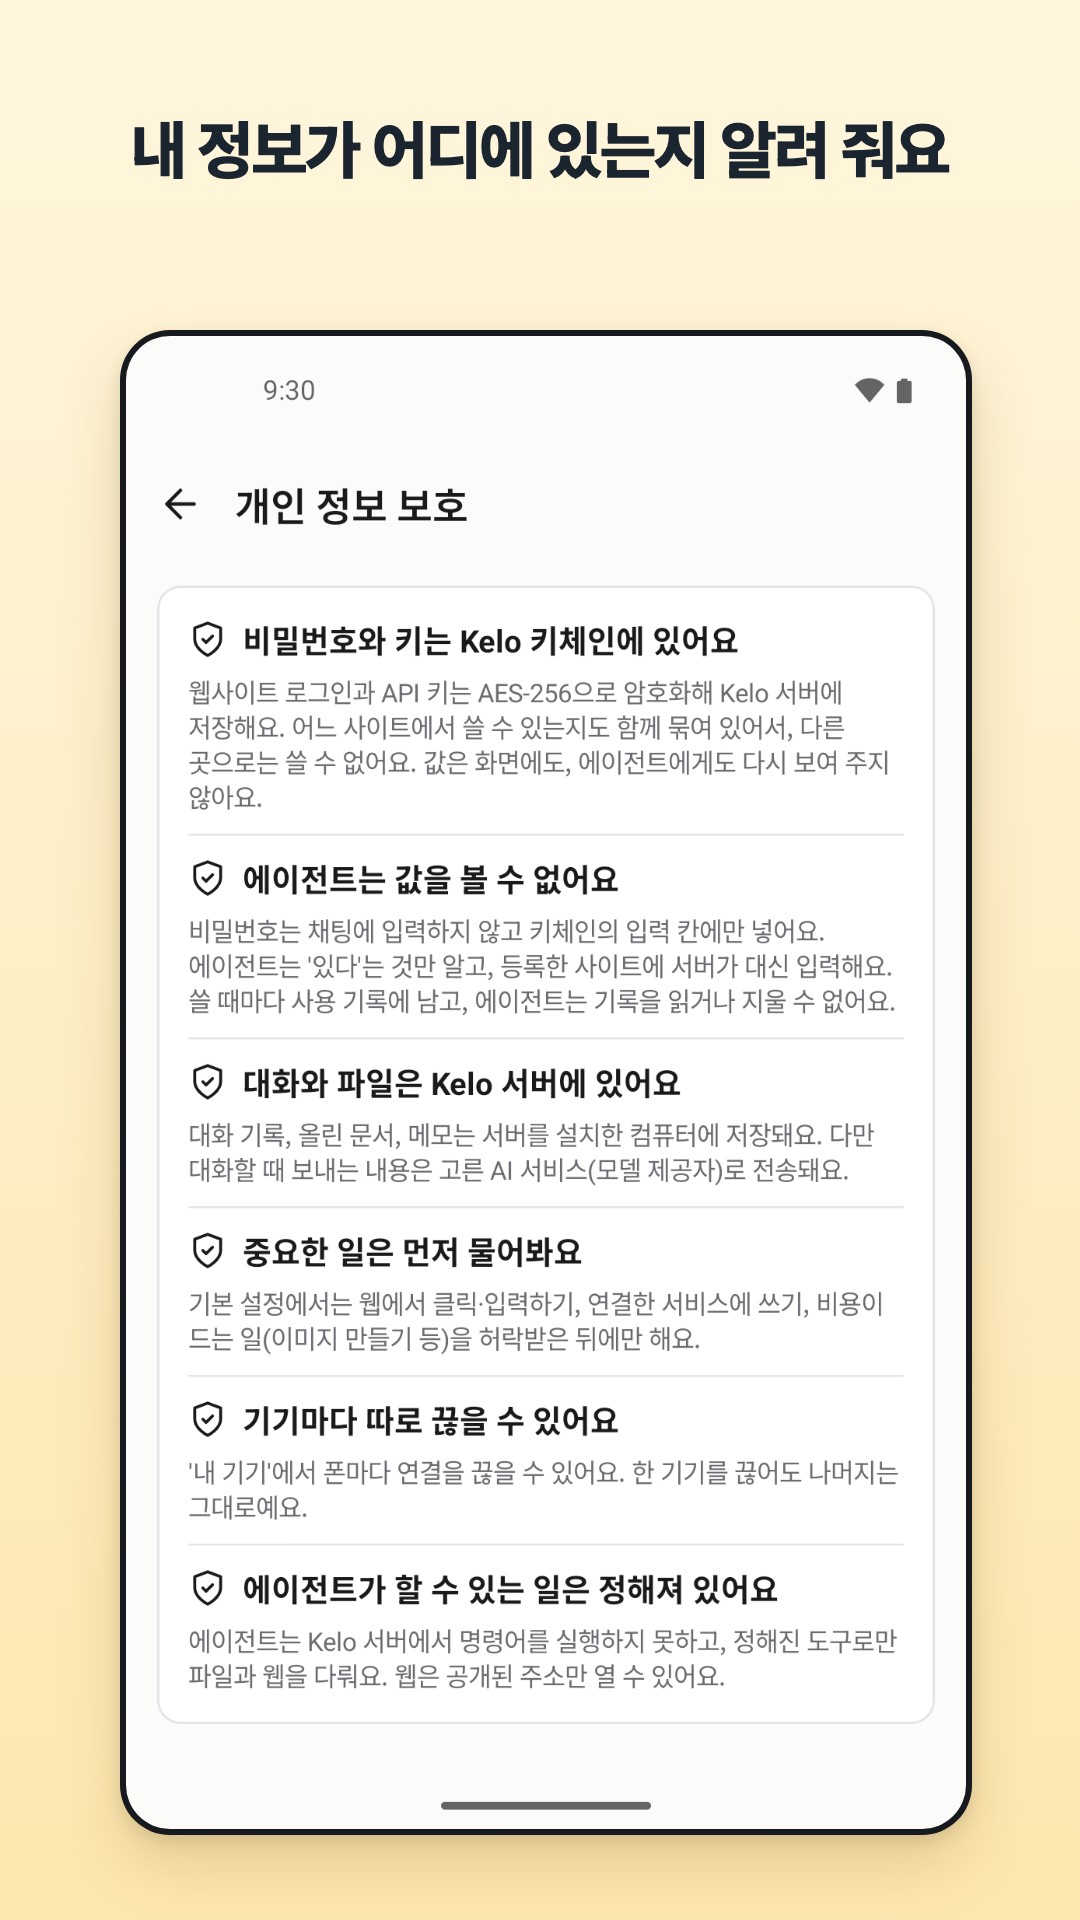 내 정보가 어디에 있는지 알려 줘요
9:30
개인 정보 보호
비밀번호와 키는 Kelo 키체인에 있어요
웹사이트 로그인과 API 키는 AES-256으로 암호화해 Kelo 서버에
저장해요. 어느 사이트에서 쓸 수 있는지도 함께 묶여 있어서, 다른
곳으로는 쓸 수 없어요. 값은 화면에도, 에이전트에게도 다시 보여 주지
않아요.
에이전트는 값을 볼 수 없어요
비밀번호는 채팅에 입력하지 않고 키체인의 입력 칸에만 넣어요.
에이전트는 '있다'는 것만 알고, 등록한 사이트에 서버가 대신 입력해요.
쓸 때마다 사용 기록에 남고, 에이전트는 기록을 읽거나 지울 수 없어요.
대화와 파일은 Kelo 서버에 있어요
대화 기록, 올린 문서, 메모는 서버를 설치한 컴퓨터에 저장돼요. 다만
대화할 때 보내는 내용은 고른 AI 서비스(모델 제공자)로 전송돼요.
중요한 일은 먼저 물어봐요
기본 설정에서는 웹에서 클릭·입력하기, 연결한 서비스에 쓰기, 비용이
드는 일(이미지 만들기 등)을 허락받은 뒤에만 해요.
기기마다 따로 끊을 수 있어요
'내 기기'에서 폰마다 연결을 끊을 수 있어요. 한 기기를 끊어도 나머지는
그대로예요.
에이전트가 할 수 있는 일은 정해져 있어요
에이전트는 Kelo 서버에서 명령어를 실행하지 못하고, 정해진 도구로만
파일과 웹을 다뤄요. 웹은 공개된 주소만 열 수 있어요.